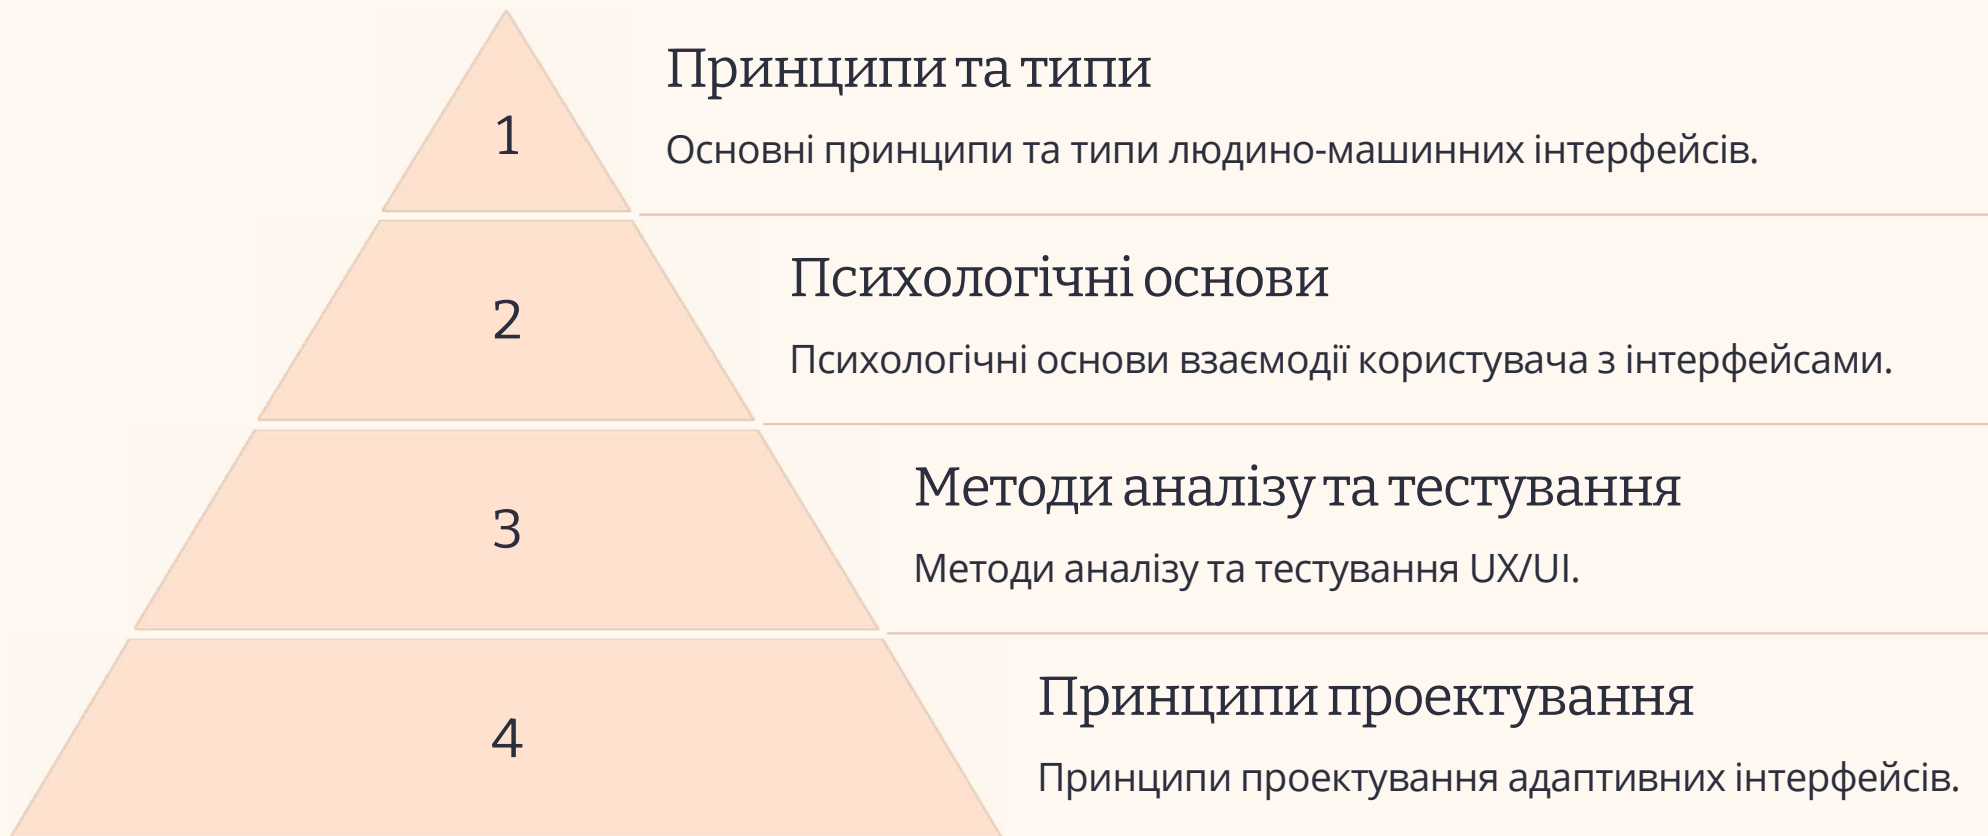 1
Принципи та типи
Основні принципи та типи людино-машинних інтерфейсів.
2
Психологічні основи
Психологічні основи взаємодії користувача з інтерфейсами.
3
Методи аналізу та тестування
Методи аналізу та тестування UX/UI.
4
Принципи проектування
Принципи проектування адаптивних інтерфейсів.